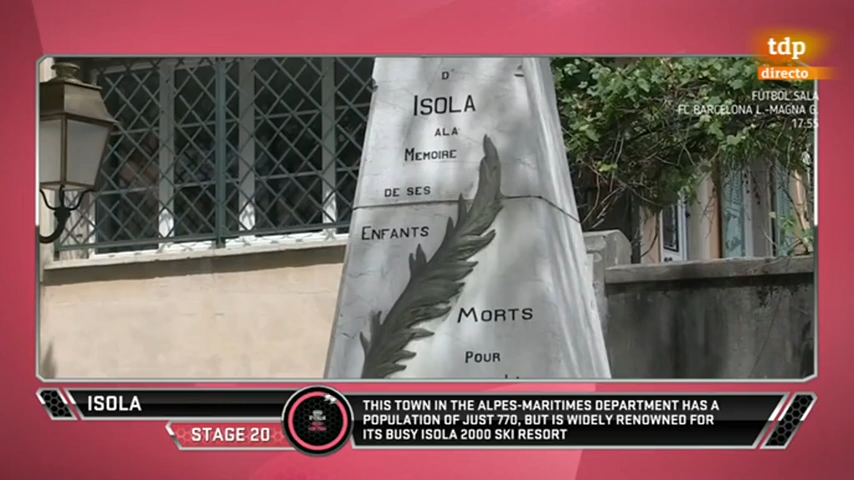 tdp
directo
FÚTBOL SALA
FC BARCELONA L.-MAGNA G.
17.55
D'
ISOLA
A LA
MEMOIRE
DE SES
ENFANTS
MORTS
POUR
ISOLA
STAGE 20
THIS TOWN IN THE ALPES-MARITIMES DEPARTMENT HAS A
POPULATION OF JUST 770, BUT IS WIDELY RENOWNED FOR
ITS BUSY ISOLA 2000 SKI RESORT